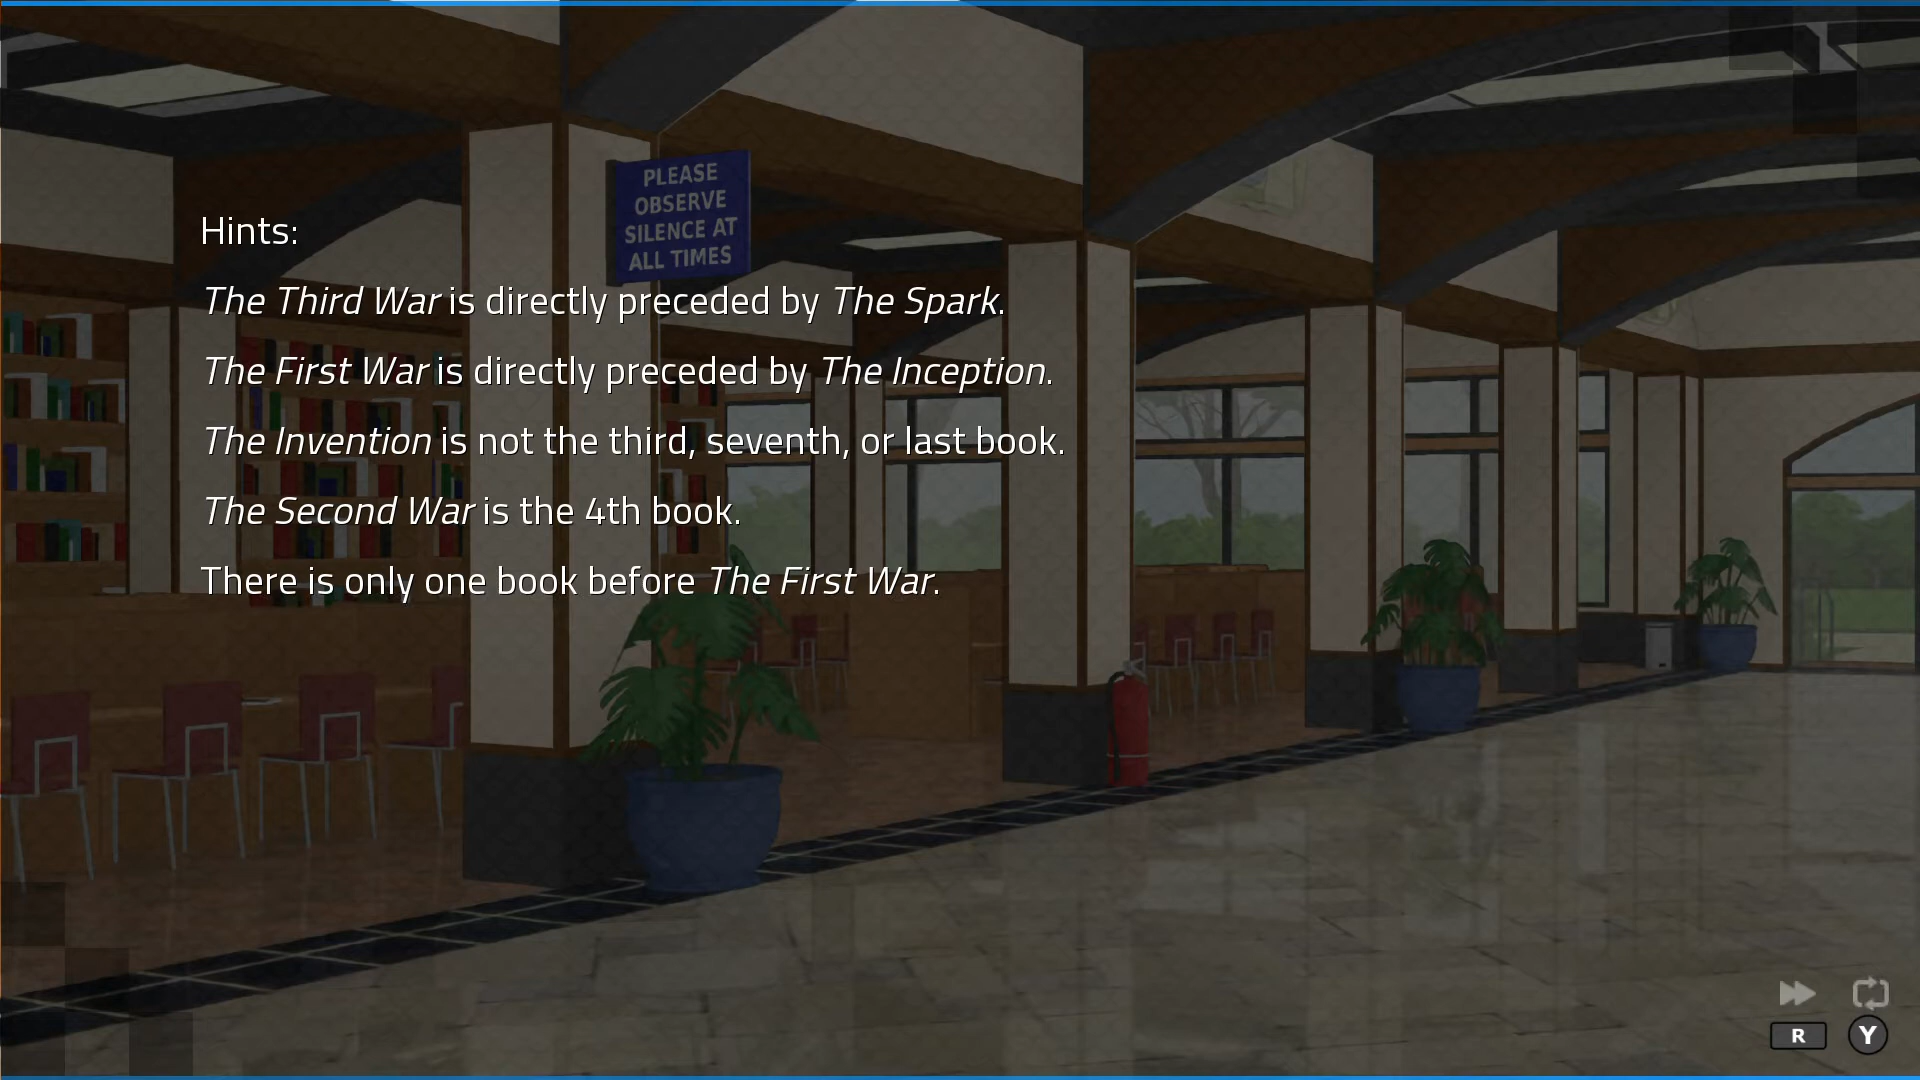 PLEASE
OBSERVE
SILENCE AT
ALL TIMES
Hints:
The Third War is directly preceded by The Spark.
The First War is directly preceded by The Inception.
The Invention is not the third, seventh, or last book.
The Second War is the 4th book.
There is only one book before The First War.
R
Y